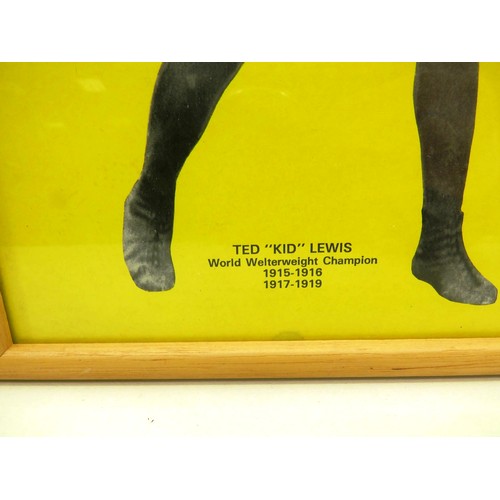 TED "KID" LEWIS
World Welterweight Champion
1915-1916
1917-1919